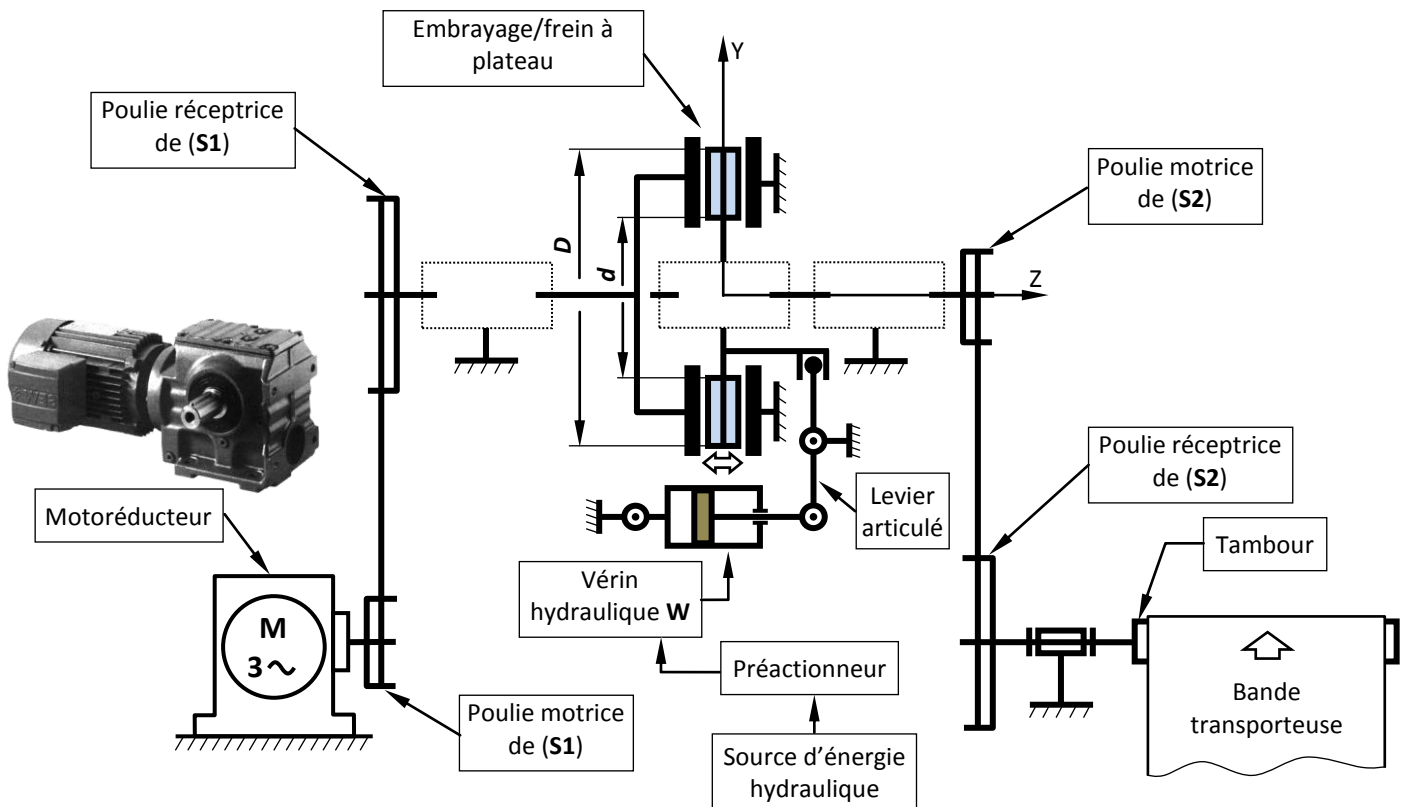 Embrayage/frein à
plateau
Y
Poulie réceptrice
de (S1)
Poulie motrice
de (S2)
D
d
Z
Motoréducteur
Levier
articulé
Poulie réceptrice
de (S2)
Tambour
Vérin
hydraulique W
M
3~
Préactionneur
Bande
transporteuse
Poulie motrice
de (S1)
Source d'énergie
hydraulique